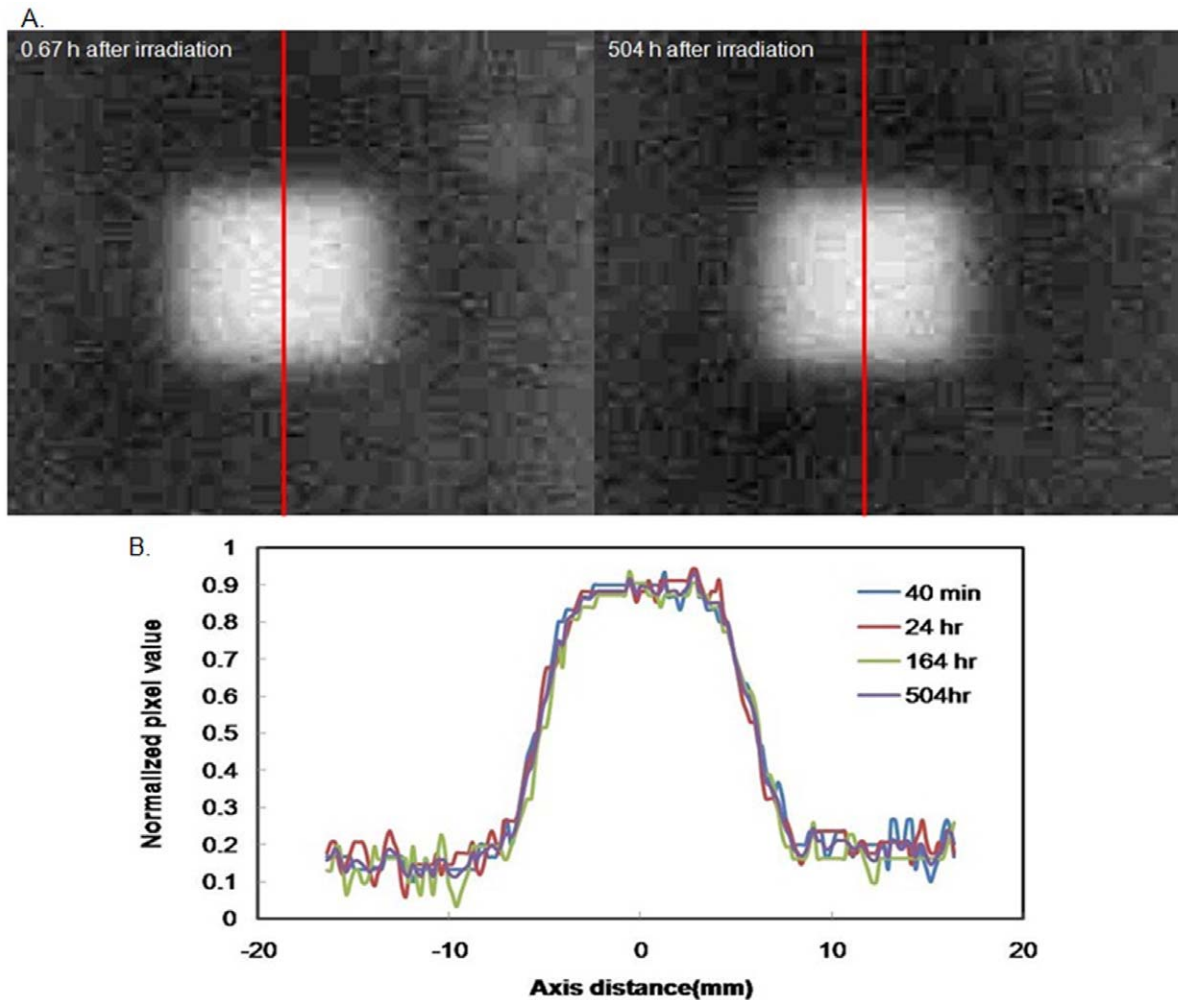 A.
0.67 h after irradiation
504 h after irradiation
B.
1
0.9
0.8
0.7
0.6
0.5
0.4
0.3
0.2
0.1
0
Normalized pixel value
40 min
24 hr
164 hr
504hr
-20
-10
0
10
20
Axis distance(mm)